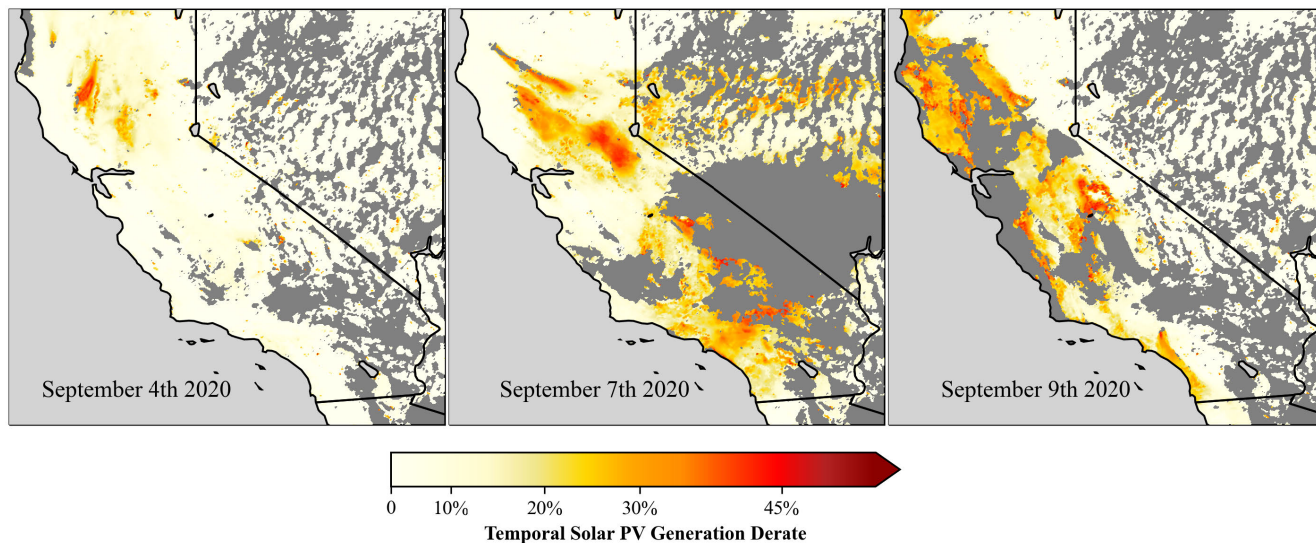 September 4th 2020
September 7th 2020
September 9th 2020
0
10%
20%
30%
45%
Temporal Solar PV Generation Derate